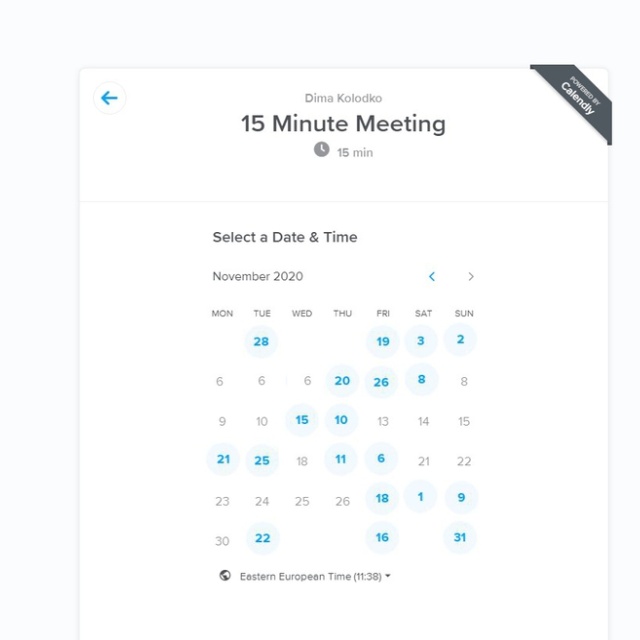 POWERED BY
Calendly
Dima Kolodko
15 Minute Meeting
15 min
Select a Date & Time
November 2020
MON TUE WED THU FRI SAT SUN
28 19 3 2
6 6 6 20 26 8 8
9 10 15 10 13 14 15
21 25 18 11 6 21 22
23 24 25 26 18 1 9
30 22 16 31
Eastern European Time (11:38)